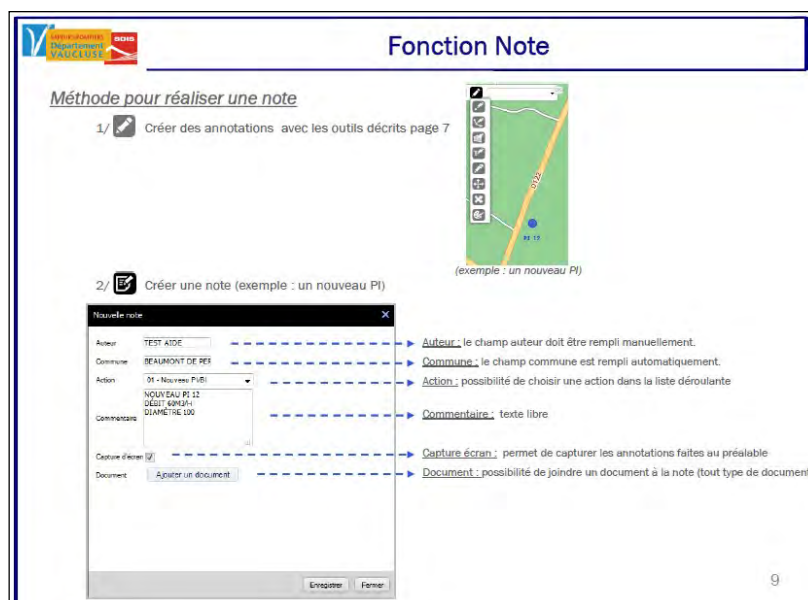 SAPEURS-POMPIERS
Département
VAUCLUSE
SDIS
Fonction Note
Méthode pour réaliser une note
1/ Créer des annotations avec les outils décrits page 7
D122
PI 12
(exemple : un nouveau PI)
2/ Créer une note (exemple : un nouveau PI)
Nouvelle note
Auteur TEST AIDE
Auteur : le champ auteur doit être rempli manuellement.
Commune BEAUMONT DE PER
Commune : le champ commune est rempli automatiquement.
Action 01 - Nouveau PI/BI
Action : possibilité de choisir une action dans la liste déroulante
Commentaire NOUVEAU PI 12
DÉBIT 60M3/H
DIAMÈTRE 100
Commentaire : texte libre
Capture d'écran
Capture écran : permet de capturer les annotations faites au préalable
Document Ajouter un document
Document : possibilité de joindre un document à la note (tout type de document
Enregistrer Fermer
9